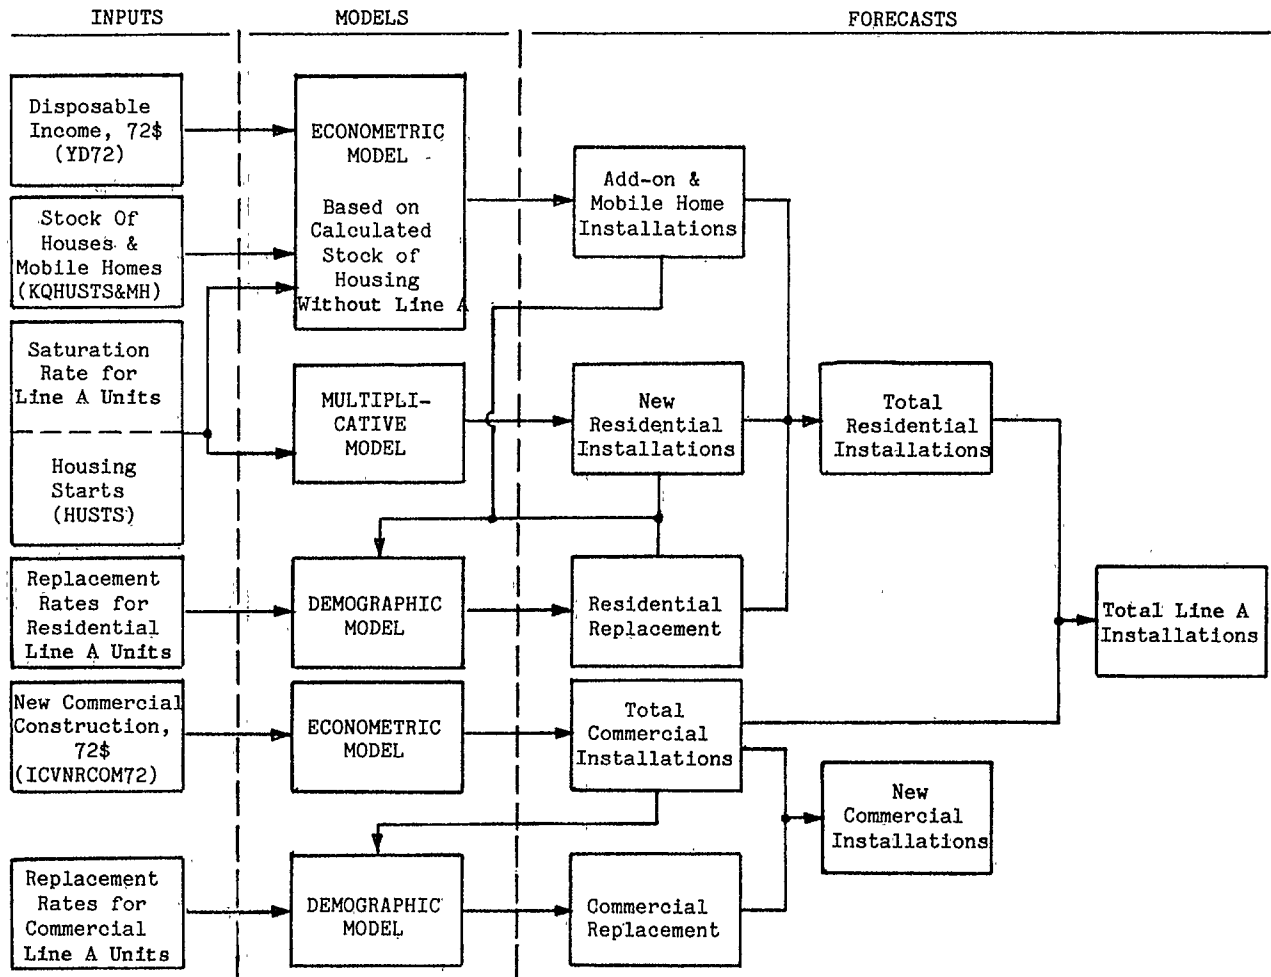 INPUTS
MODELS
FORECASTS
Disposable
Income, 72$
(YD72)
Stock Of
Houses &
Mobile Homes
(KQHUSTS&MH)
Saturation
Rate for
Line A Units
Housing
Starts
(HUSTS)
Replacement
Rates for
Residential
Line A Units
New Commercial
Construction,
72$
(ICVNRCOM72)
Replacement
Rates for
Commercial
Line A Units
ECONOMETRIC
MODEL
Based on
Calculated
Stock of
Housing
Without Line A
MULTIPLI-
CATIVE
MODEL
DEMOGRAPHIC
MODEL
ECONOMETRIC
MODEL
DEMOGRAPHIC
MODEL
Add-on &
Mobile Home
Installations
New
Residential
Installations
Residential
Replacement
Total
Commercial
Installations
Commercial
Replacement
Total
Residential
Installations
New
Commercial
Installations
Total Line A
Installations